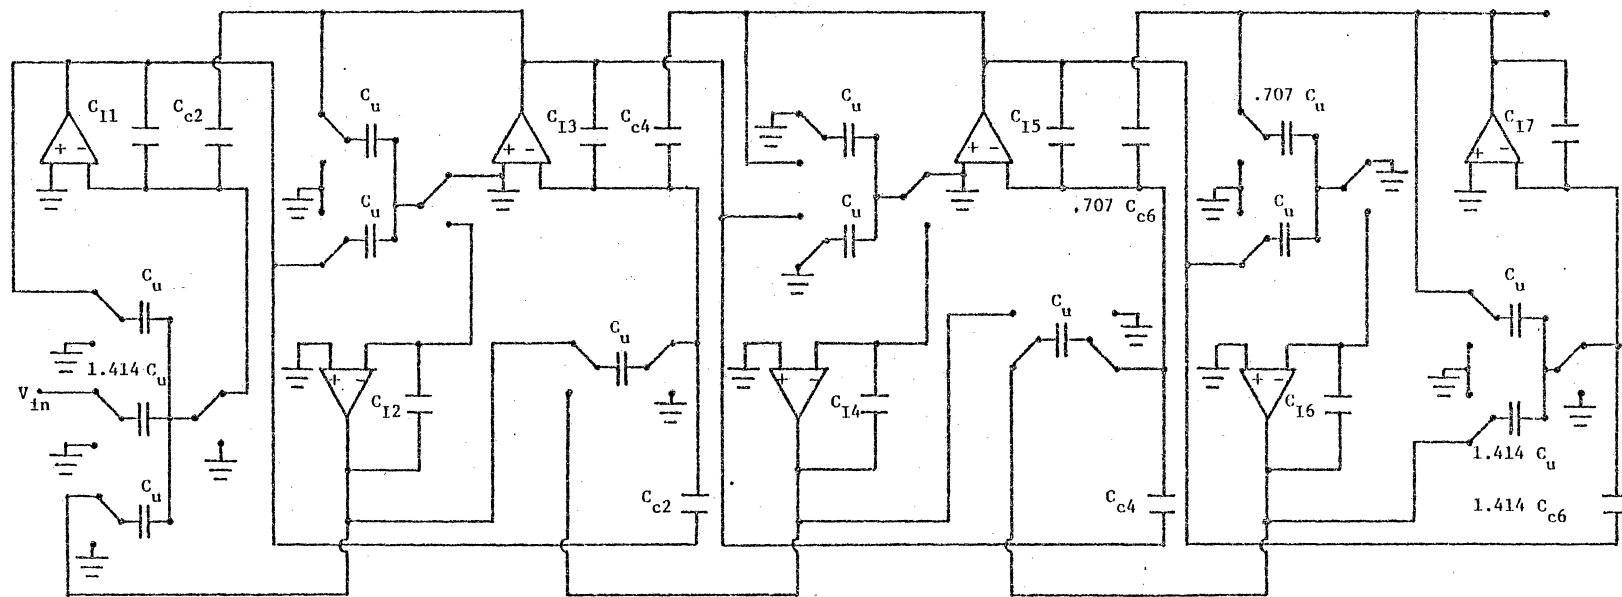 C_I1
C_c2
C_u
C_I3
C_c4
C_u
C_I5
.707 C_u
C_I7
+ -
+ -
+ -
+ -
C_u
C_u
.707 C_c6
C_u
C_u
1.414 C_u
V_in
C_u
C_u
C_u
+ -
C_I2
+ -
C_I4
+ -
C_I6
1.414 C_u
C_u
C_c2
C_c4
1.414 C_c6